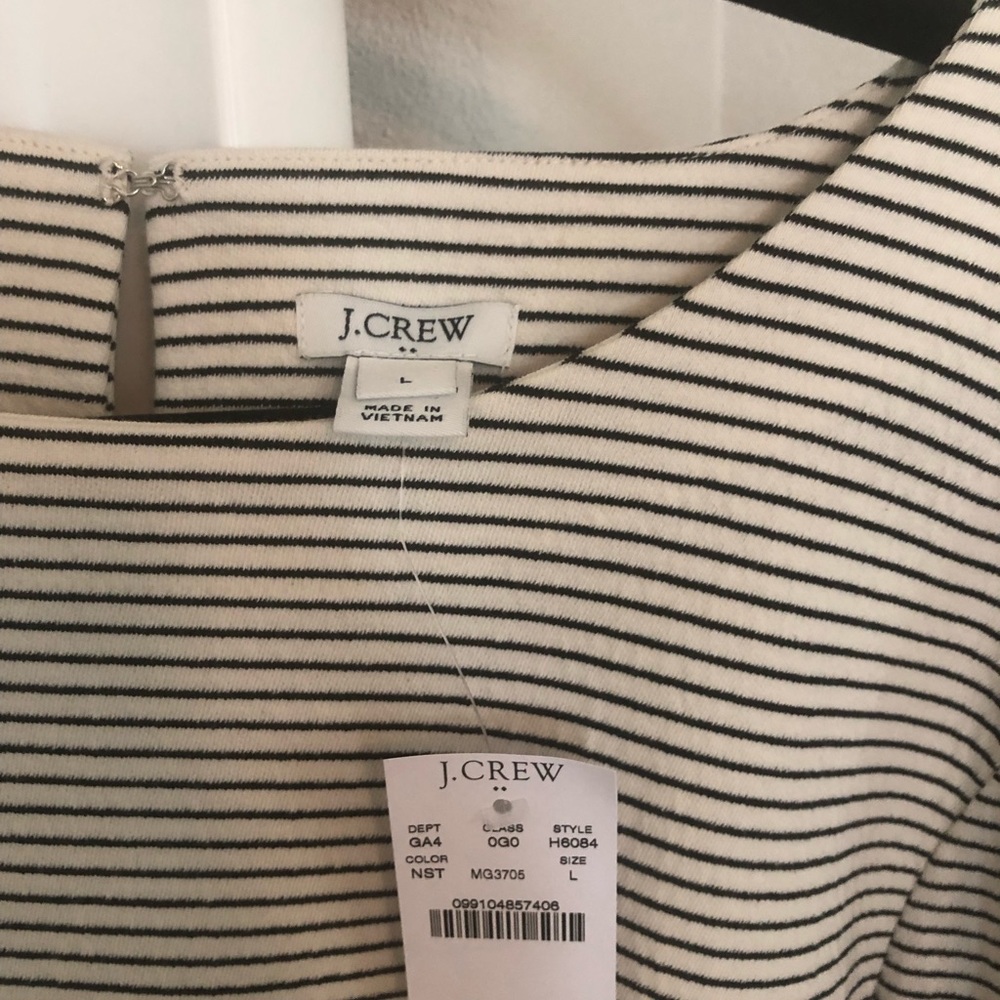 J.CREW
L
MADE IN
VIETNAM
J.CREW
DEPT CLASS STYLE
GA4 0G0 H6084
COLOR SIZE
NST MG3705 L
099104857406